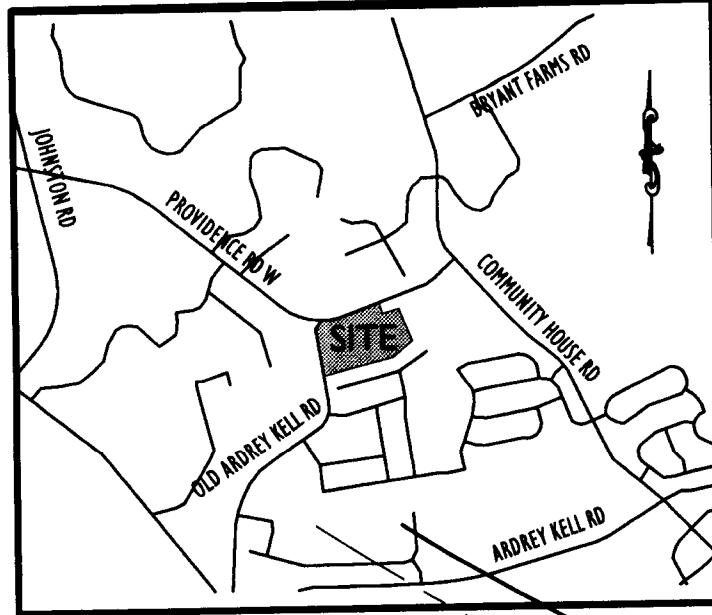 BRYANT FARMS RD
JOHNSTON RD
PROVIDENCE RD W
COMMUNITY HOUSE RD
SITE
OLD ARDREY KELL RD
ARDREY KELL RD